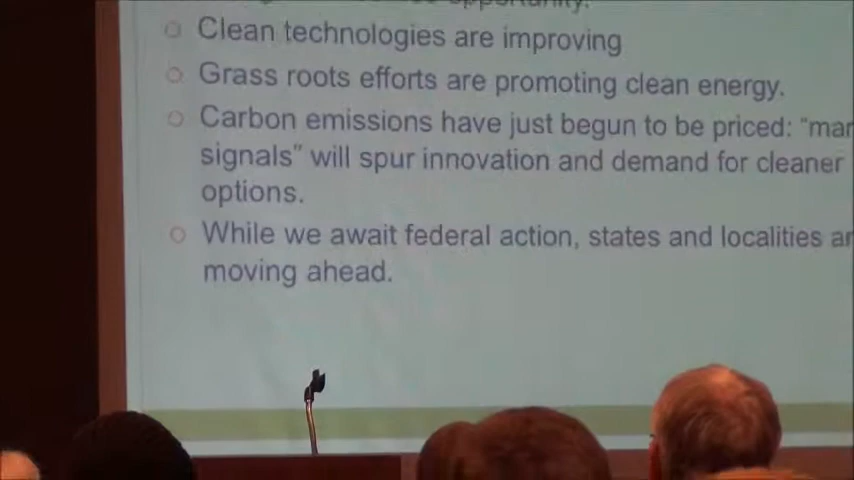 opportunity.
Clean technologies are improving
Grass roots efforts are promoting clean energy.
Carbon emissions have just begun to be priced: "mar
signals" will spur innovation and demand for cleaner
options.
While we await federal action, states and localities ar
moving ahead.